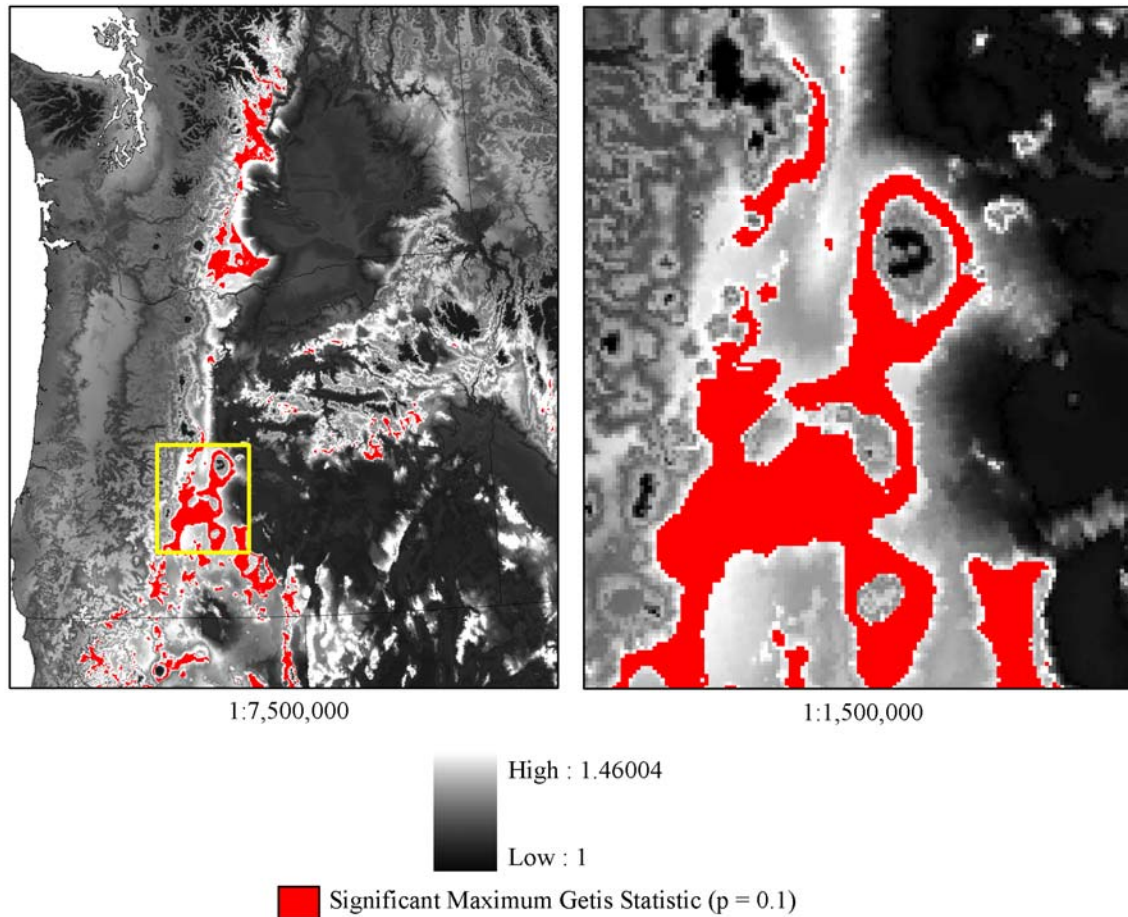 1:7,500,000
1:1,500,000
High : 1.46004
Low : 1
Significant Maximum Getis Statistic (p = 0.1)